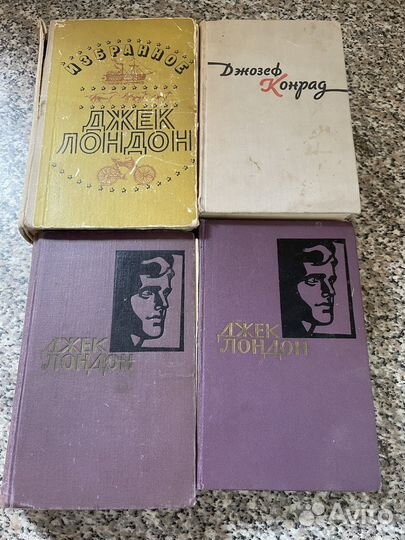 ИЗБРАННОЕ
ДЖЕК
ЛОНДОН
Джозеф
Конрад
ДЖЕК
ЛОНДОН
ДЖЕК
ЛОНДОН
Avito